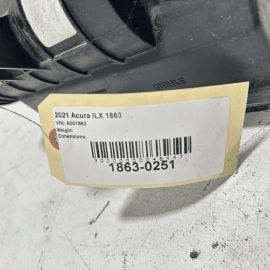 2021 Acura ILX 1863
VIN: A001863
Weight:
Dimensions:
1863-0251